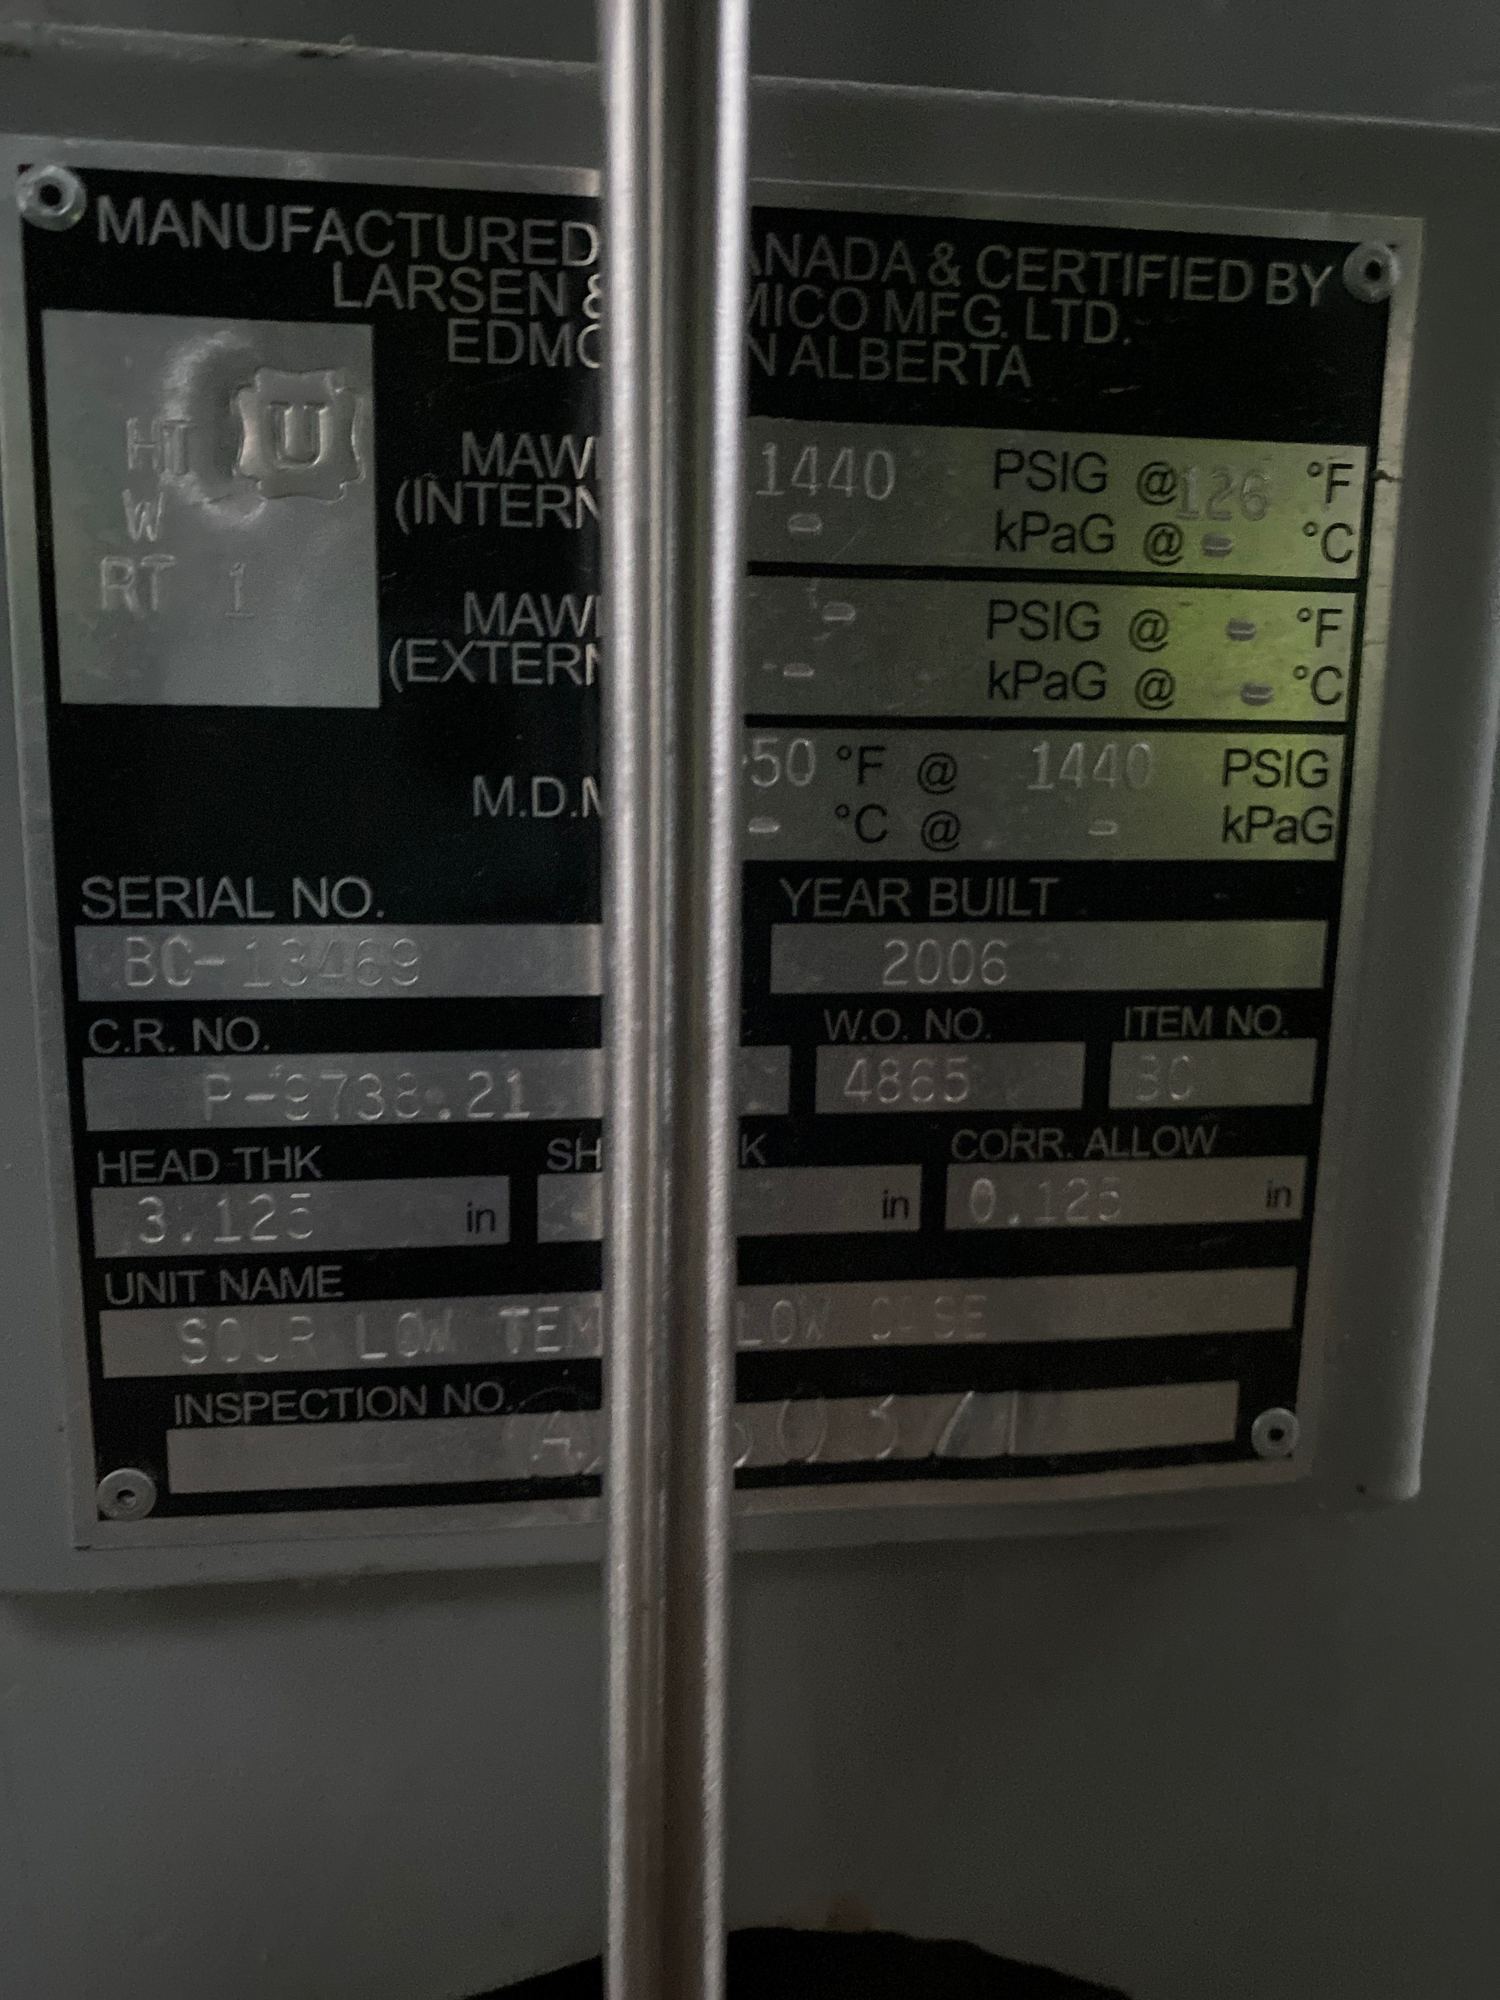 MANUFACTURED ANADA & CERTIFIED BY
LARSEN & MICO MFG. LTD.
EDMO N ALBERTA
U
HT
W
RT 1
MAW 1440 PSIG @ 126 °F
(INTERN - kPaG @ - °C
MAW - PSIG @ - °F
(EXTERN - kPaG @ - °C
M.D.M 50 °F @ 1440 PSIG
- °C @ - kPaG
SERIAL NO. YEAR BUILT
BC-13469 2006
C.R. NO. W.O. NO. ITEM NO.
P-9738.21 4865 BC
HEAD THK SH K CORR. ALLOW
3.125 in in 0.125 in
UNIT NAME
SOUR LOW TEM LOW CASE
INSPECTION NO.
A 60371